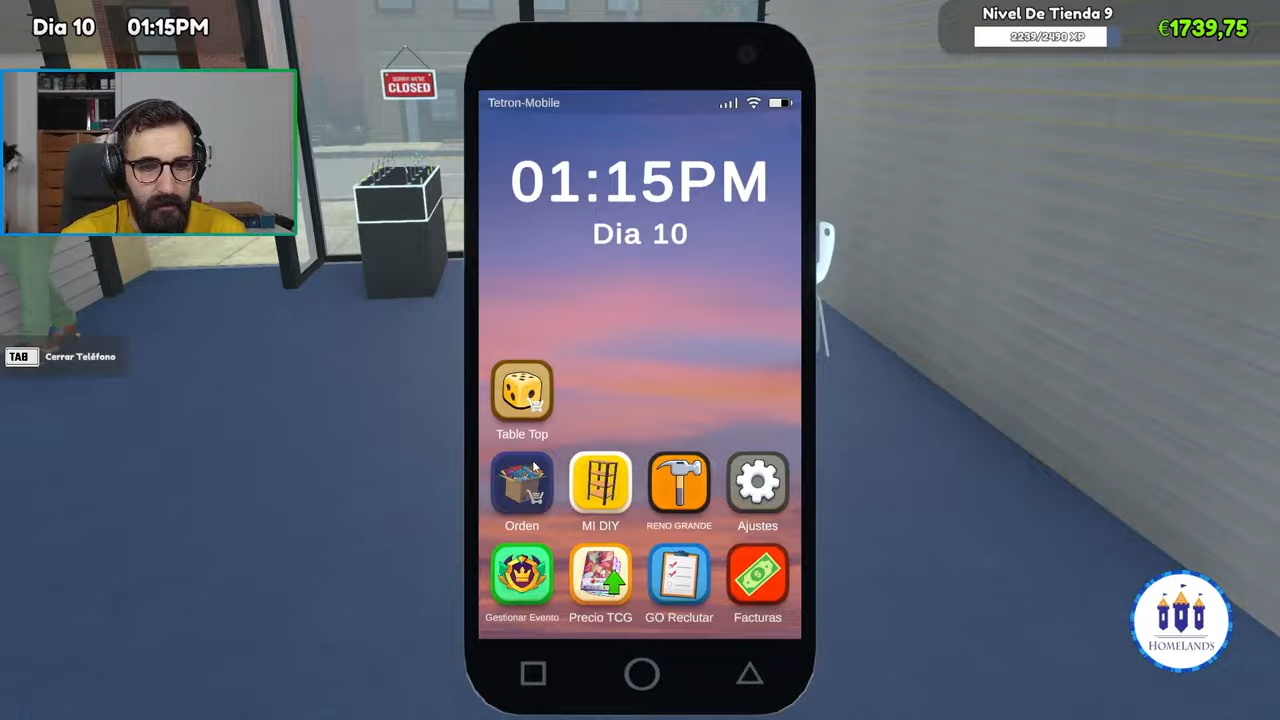 Dia 10 01:15PM
Nivel De Tienda 9
2239/2490 XP
€1739,75
SORRY! WE'RE
CLOSED
Tetron-Mobile
01:15PM
Dia 10
TAB Cerrar Teléfono
Table Top
Orden MI DIY RENO GRANDE Ajustes
Gestionar Evento Precio TCG GO Reclutar Facturas
HOMELANDS